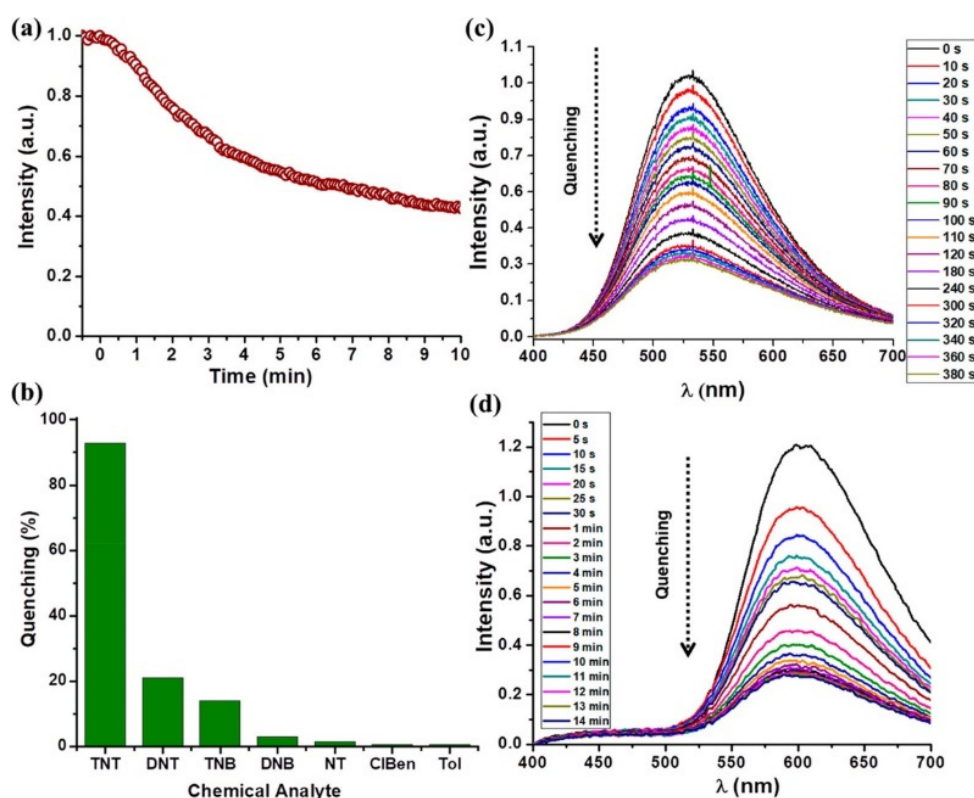 (a)
1.0
0.8
0.6
0.4
0.2
0.0
Intensity (a.u.)
0 1 2 3 4 5 6 7 8 9 10
Time (min)
(c)
1.1
1.0
0.8
0.7
0.6
0.4
0.3
0.1
0.0
Intensity (a.u.)
Quenching
400 450 500 550 600 650 700
λ (nm)
0 s
10 s
20 s
30 s
40 s
50 s
60 s
70 s
80 s
90 s
100 s
110 s
120 s
180 s
240 s
300 s
320 s
340 s
360 s
380 s
(b)
100
80
60
40
20
0
Quenching (%)
TNT DNT TNB DNB NT ClBen Tol
Chemical Analyte
(d)
1.2
1.0
0.8
0.6
0.4
0.2
0.0
Intensity (a.u.)
0 s
5 s
10 s
15 s
20 s
25 s
30 s
1 min
2 min
3 min
4 min
5 min
6 min
7 min
8 min
9 min
10 min
11 min
12 min
13 min
14 min
Quenching
400 450 500 550 600 650 700
λ (nm)